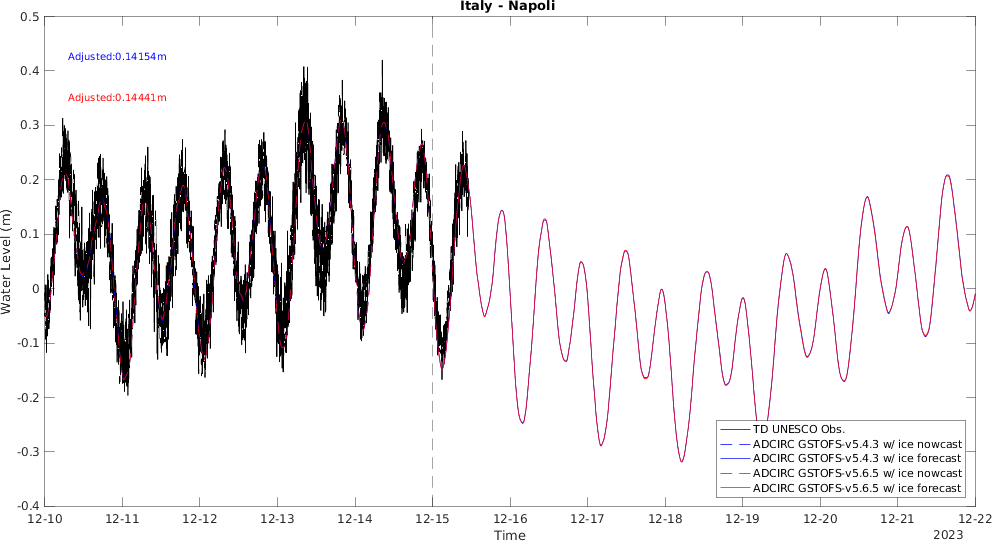 Italy - Napoli
Adjusted:0.14154m
Adjusted:0.14441m
Water Level (m)
0.5
0.4
0.3
0.2
0.1
0
-0.1
-0.2
-0.3
-0.4
TD UNESCO Obs.
ADCIRC GSTOFS-v5.4.3 w/ ice nowcast
ADCIRC GSTOFS-v5.4.3 w/ ice forecast
ADCIRC GSTOFS-v5.6.5 w/ ice nowcast
ADCIRC GSTOFS-v5.6.5 w/ ice forecast
12-10 12-11 12-12 12-13 12-14 12-15 12-16 12-17 12-18 12-19 12-20 12-21 12-22
Time
2023